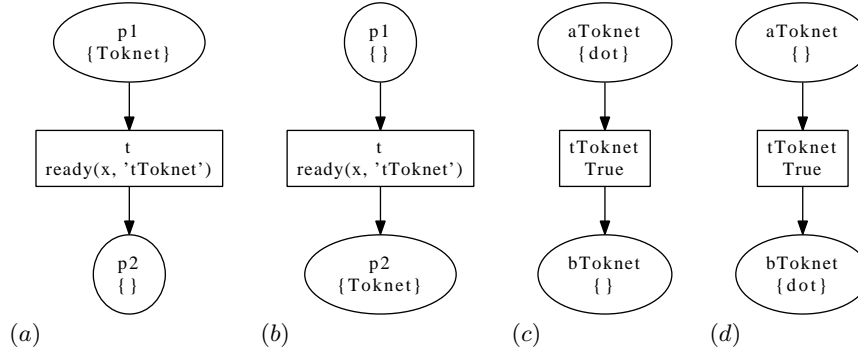 p1
{Toknet}
t
ready(x, 'tToknet')
p2
{}
(a)
p1
{}
t
ready(x, 'tToknet')
p2
{Toknet}
(b)
aToknet
{dot}
tToknet
True
bToknet
{}
(c)
aToknet
{}
tToknet
True
bToknet
{dot}
(d)